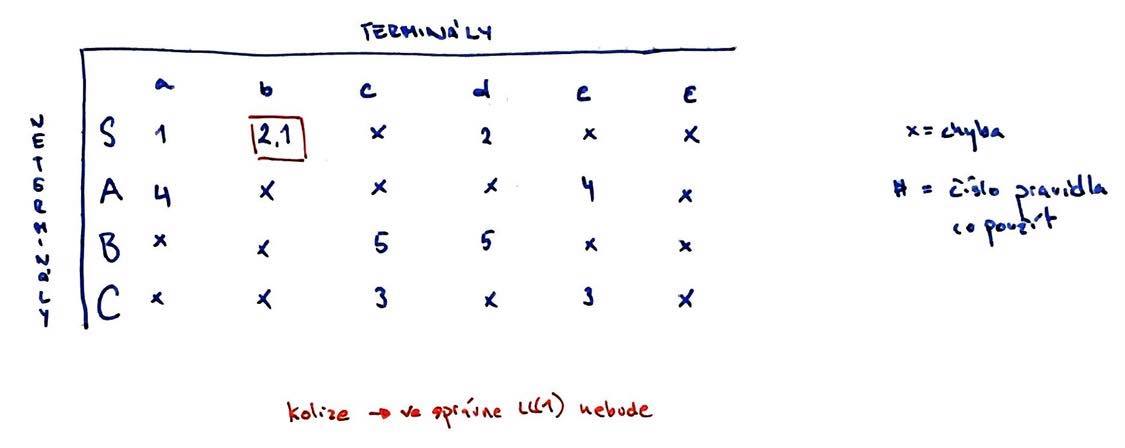 TERMINÁLY
a b c d e ε
NETERMINÁLY
S 1 2,1 x 2 x x
A 4 x x x 4 x
B x x 5 5 x x
C x x 3 x 3 x
x = chyba
# = číslo pravidla
co použít
kolize → ve správne LL(1) nebude